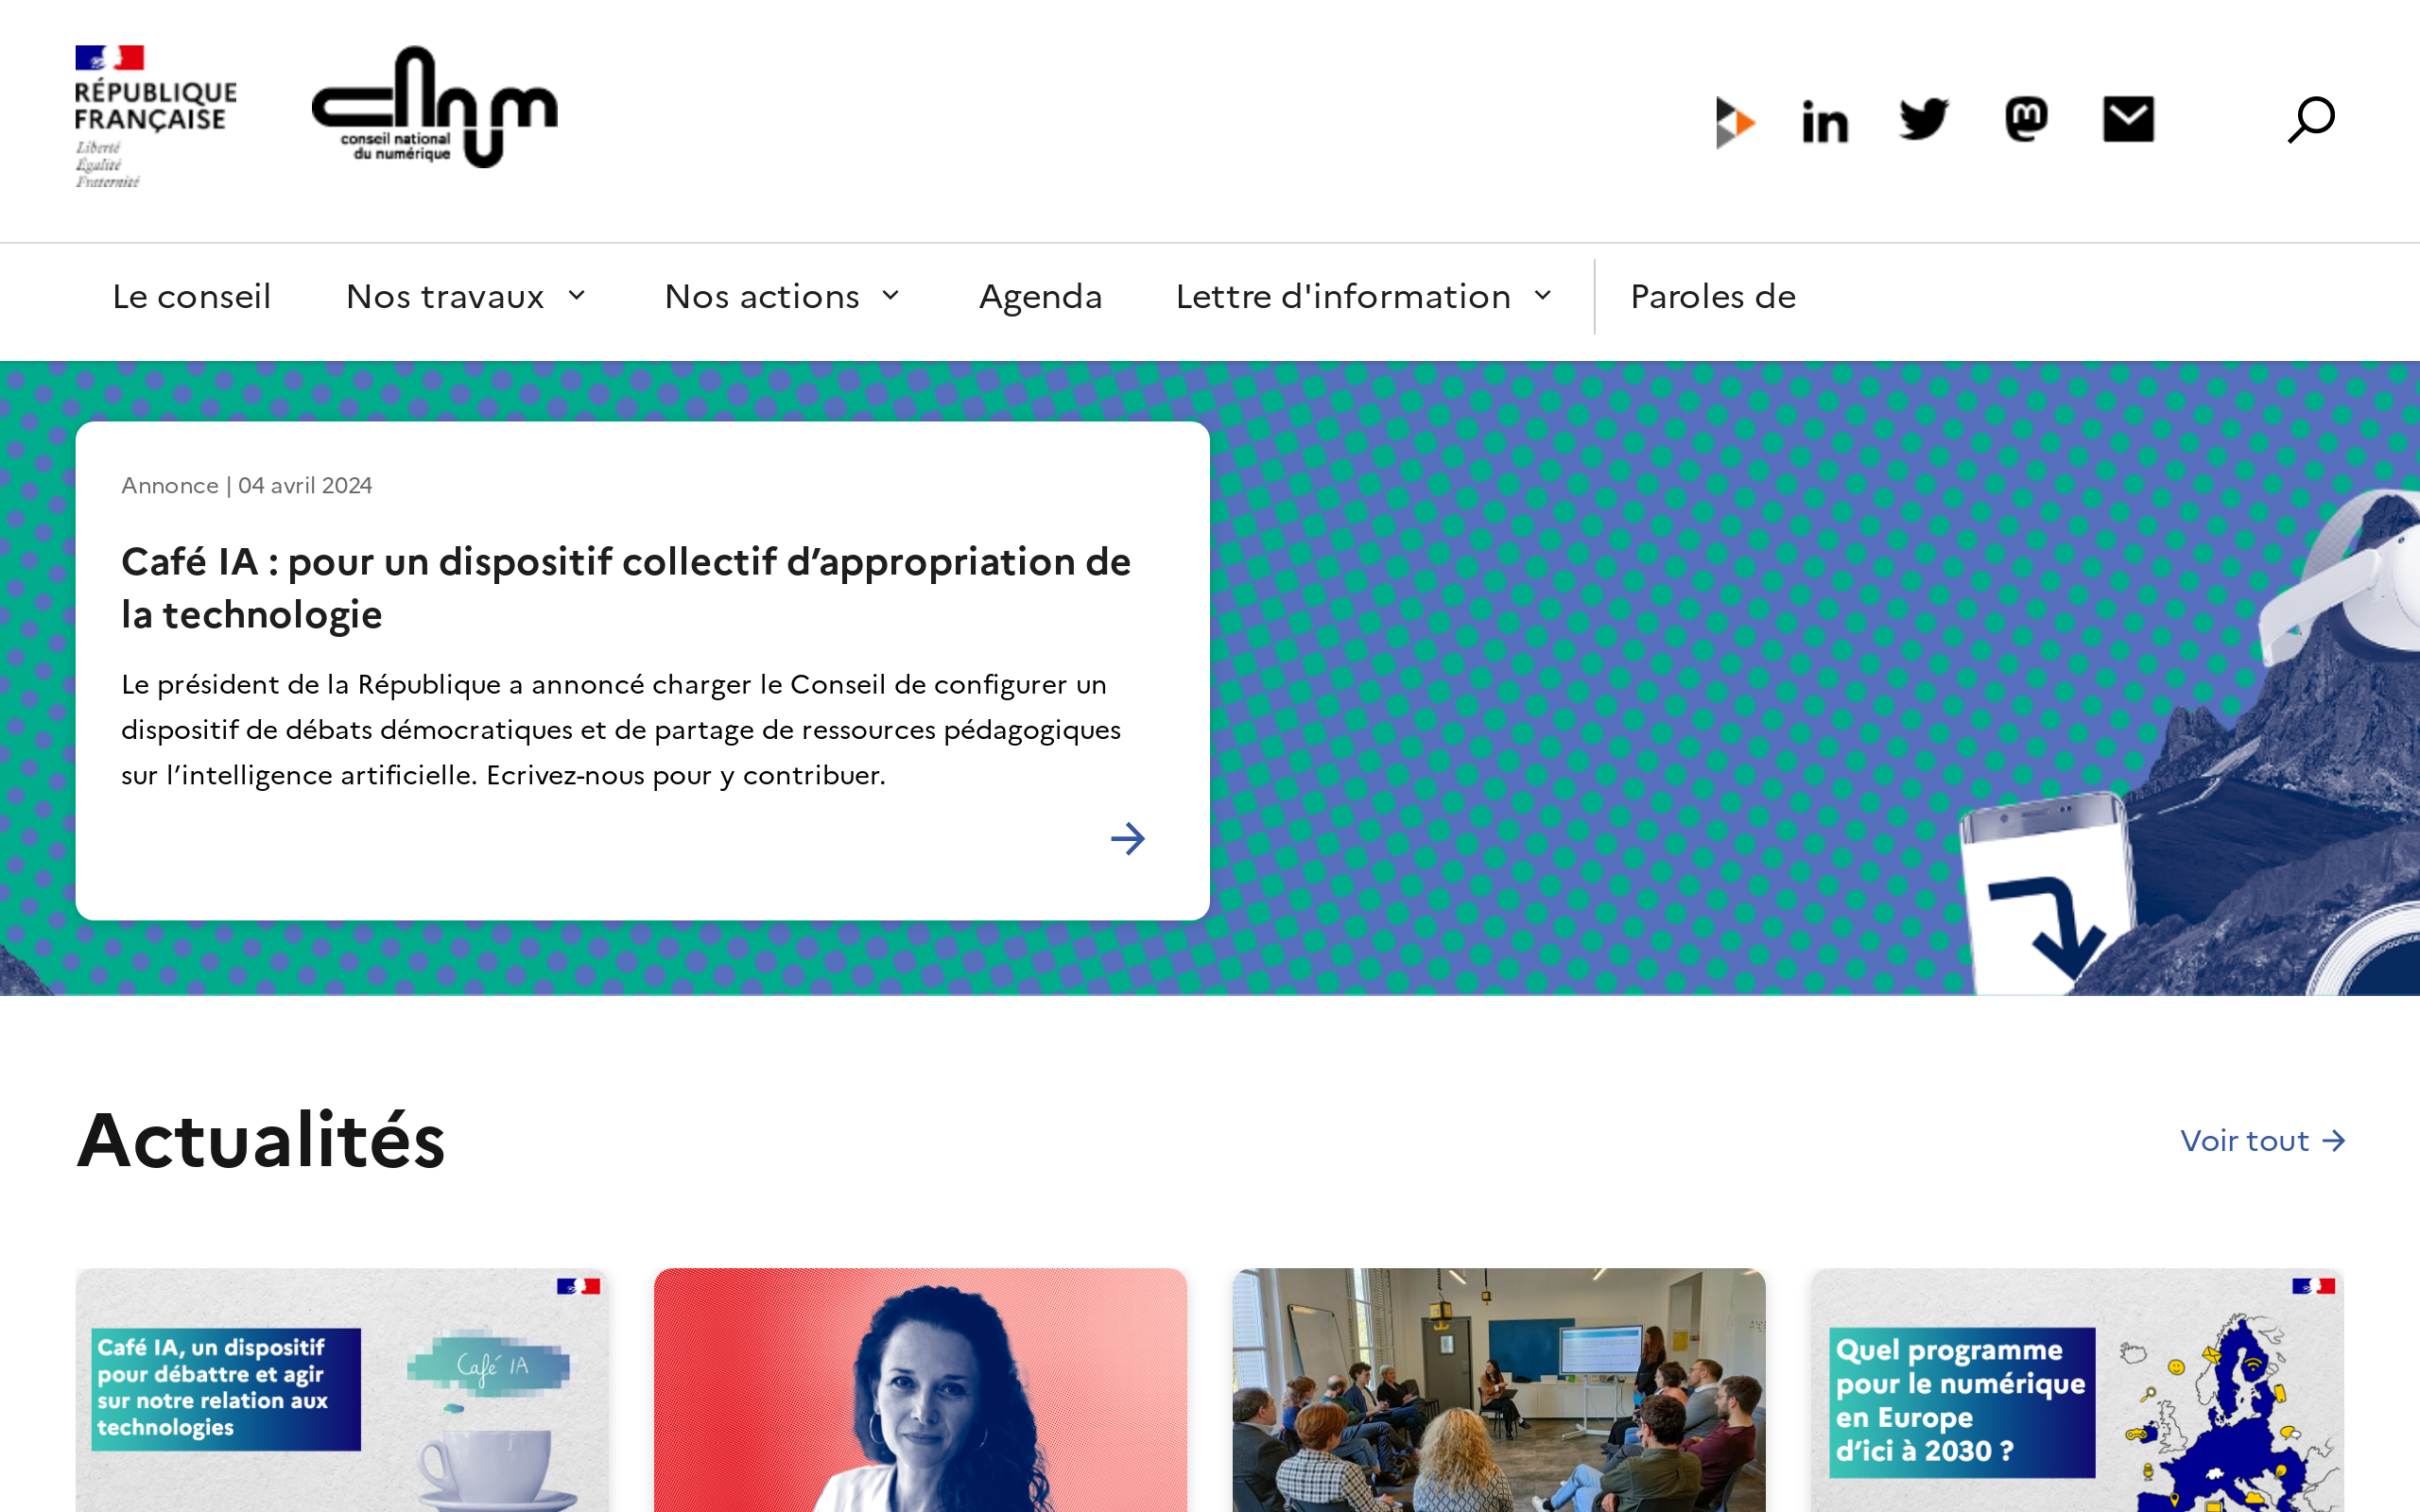 RÉPUBLIQUE
FRANÇAISE
Liberté
Égalité
Fraternité
cnnum
conseil national
du numérique
Le conseil
Nos travaux
Nos actions
Agenda
Lettre d'information
Paroles de
Annonce | 04 avril 2024
Café IA : pour un dispositif collectif d’appropriation de
la technologie
Le président de la République a annoncé charger le Conseil de configurer un
dispositif de débats démocratiques et de partage de ressources pédagogiques
sur l’intelligence artificielle. Ecrivez-nous pour y contribuer.
Actualités
Voir tout
Café IA, un dispositif
pour débattre et agir
sur notre relation aux
technologies
Café IA
Quel programme
pour le numérique
en Europe
d’ici à 2030 ?